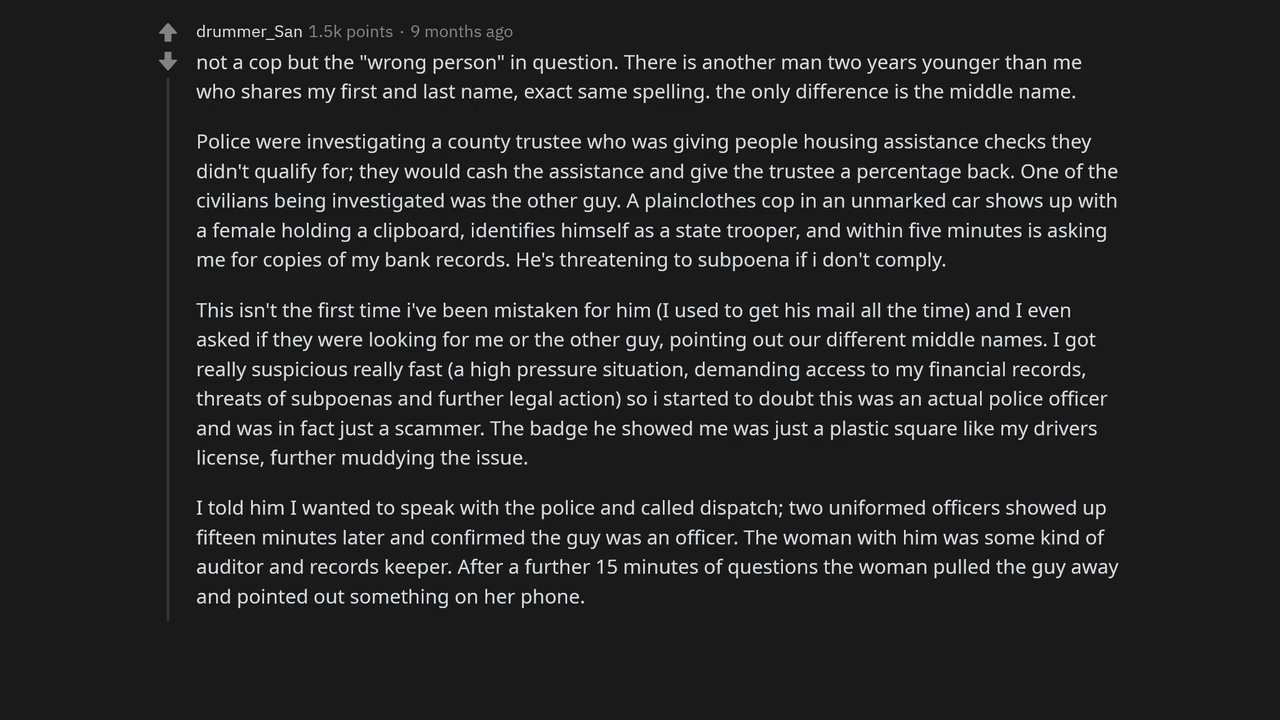 drummer_San 1.5k points · 9 months ago
not a cop but the "wrong person" in question. There is another man two years younger than me
who shares my first and last name, exact same spelling. the only difference is the middle name.
Police were investigating a county trustee who was giving people housing assistance checks they
didn't qualify for; they would cash the assistance and give the trustee a percentage back. One of the
civilians being investigated was the other guy. A plainclothes cop in an unmarked car shows up with
a female holding a clipboard, identifies himself as a state trooper, and within five minutes is asking
me for copies of my bank records. He's threatening to subpoena if i don't comply.
This isn't the first time i've been mistaken for him (I used to get his mail all the time) and I even
asked if they were looking for me or the other guy, pointing out our different middle names. I got
really suspicious really fast (a high pressure situation, demanding access to my financial records,
threats of subpoenas and further legal action) so i started to doubt this was an actual police officer
and was in fact just a scammer. The badge he showed me was just a plastic square like my drivers
license, further muddying the issue.
I told him I wanted to speak with the police and called dispatch; two uniformed officers showed up
fifteen minutes later and confirmed the guy was an officer. The woman with him was some kind of
auditor and records keeper. After a further 15 minutes of questions the woman pulled the guy away
and pointed out something on her phone.